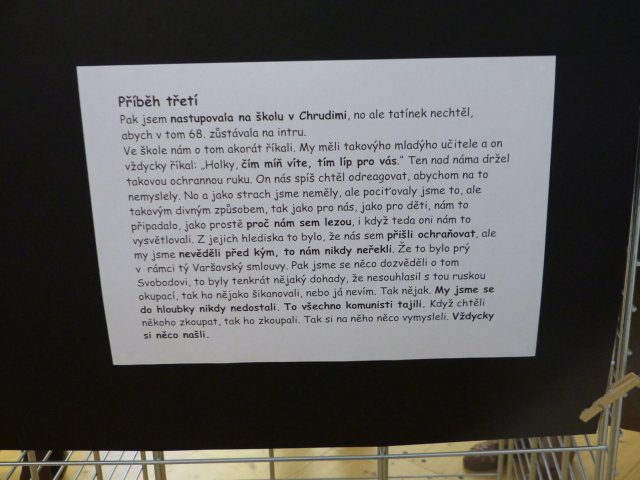 Příběh třetí
Pak jsem nastupovala na školu v Chrudimi, no ale tatínek nechtěl,
abych v tom 68. zůstávala na intru.
Ve škole nám o tom akorát říkali. My měli takovýho mladýho učitele a on
vždycky říkal: „Holky, čím míň víte, tím líp pro vás.“ Ten nad náma držel
takovou ochrannou ruku. On nás spíš chtěl odreagovat, abychom na to
nemyslely. No a jako strach jsme neměly, ale pociťovaly jsme to, ale
takovým divným způsobem, tak jako pro nás, jako pro děti, nám to
připadalo, jako prostě proč nám sem lezou, i když teda oni nám to
vysvětlovali. Z jejich hlediska to bylo, že nás sem přišli ochraňovat, ale
my jsme nevěděli před kým, to nám nikdy neřekli. Že to bylo prý
v rámci tý Varšavský smlouvy. Pak jsme se něco dozvěděli o tom
Svobodovi, to byly tenkrát nějaký dohady, že nesouhlasil s tou ruskou
okupací, tak ho nějako šikanovali, nebo já nevím. Tak nějak. My jsme se
do hloubky nikdy nedostali. To všechno komunisti tajili. Když chtěli
někoho zkoupat, tak ho zkoupali. Tak si na něho něco vymysleli. Vždycky
si něco našli.